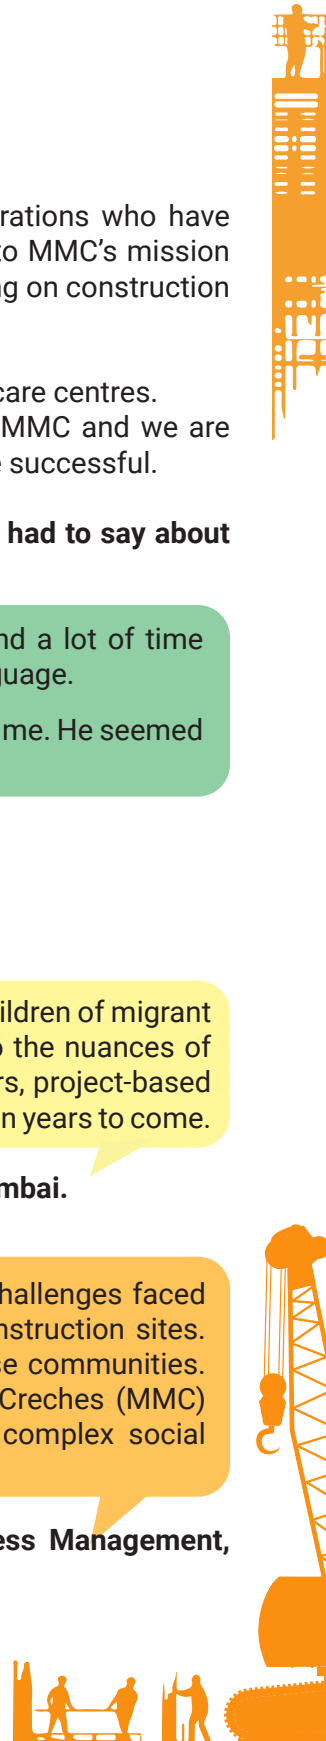 rations who have
to MMC's mission
ng on construction
care centres.
MMC and we are
successful.
had to say about
nd a lot of time
guage.
me. He seemed
ildren of migrant
the nuances of
rs, project-based
n years to come.
mbai.
hallenges faced
nstruction sites.
se communities.
Creches (MMC)
complex social
ess Management,